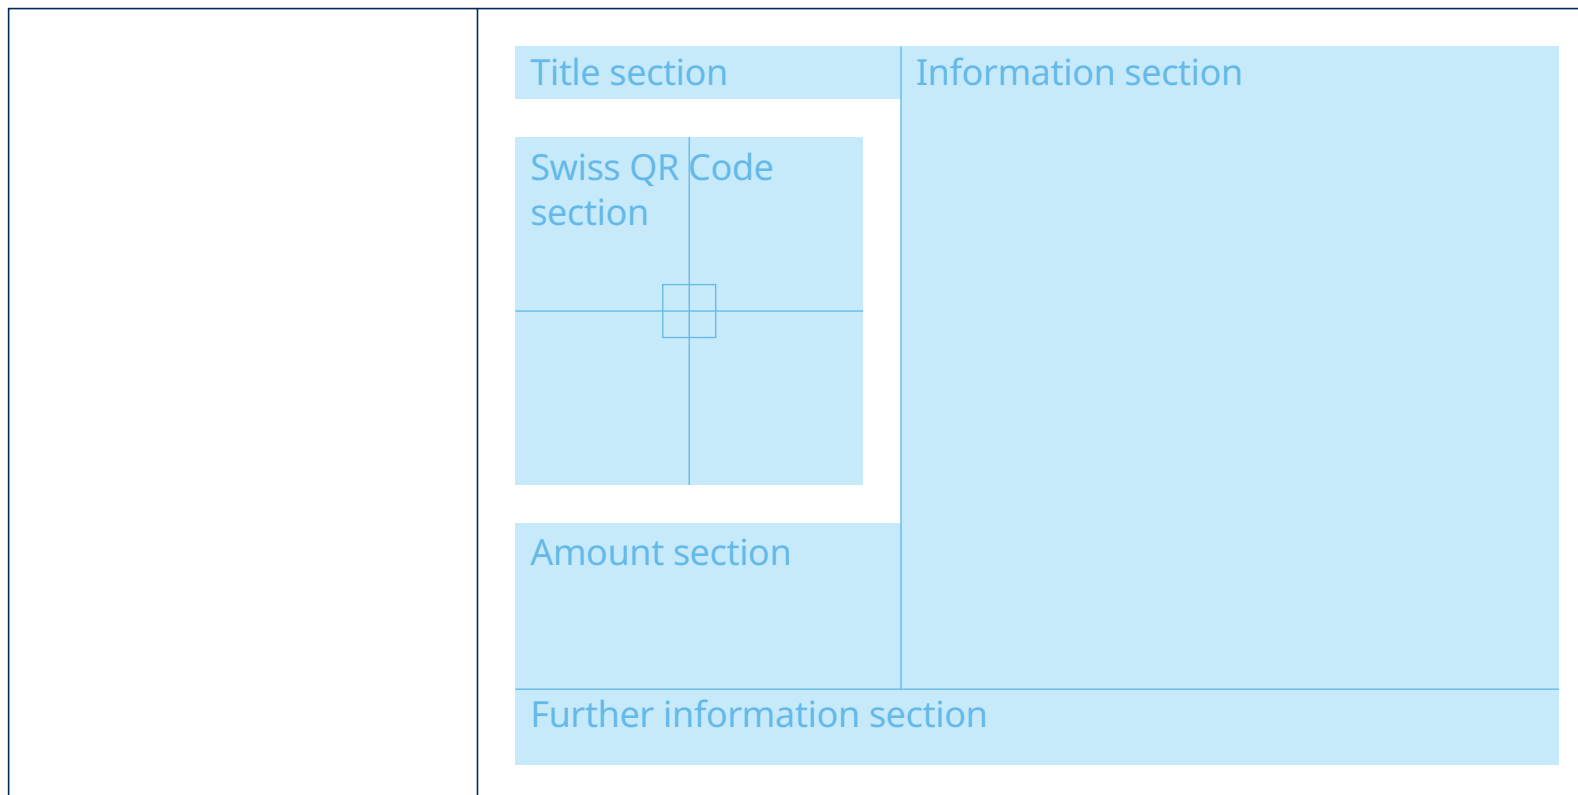 Title section
Information section
Swiss QR Code
section
Amount section
Further information section